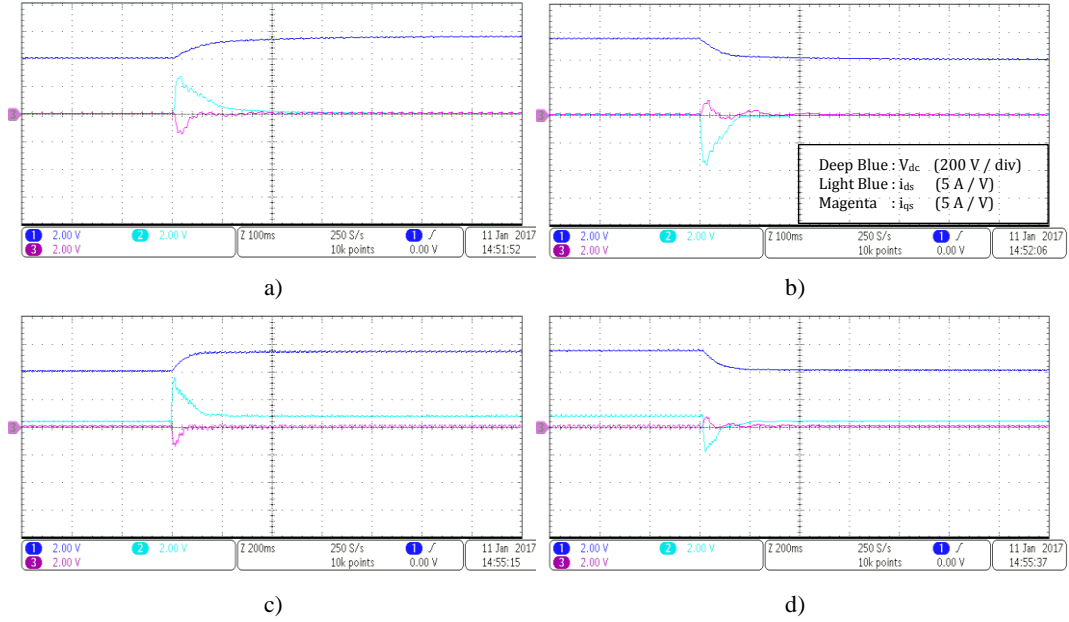 3
1 2.00 V 2 2.00 V Z 100ms 250 S/s 1 ∫ 11 Jan 2017
3 2.00 V 10k points 0.00 V 14:51:52
a)
3
Deep Blue : Vdc (200 V / div)
Light Blue : ids (5 A / V)
Magenta : iqs (5 A / V)
1 2.00 V 2 2.00 V Z 100ms 250 S/s 1 ∫ 11 Jan 2017
3 2.00 V 10k points 0.00 V 14:52:06
b)
3
1 2.00 V 2 2.00 V Z 200ms 250 S/s 1 ∫ 11 Jan 2017
3 2.00 V 10k points 0.00 V 14:55:15
c)
3
1 2.00 V 2 2.00 V Z 200ms 250 S/s 1 ∫ 11 Jan 2017
3 2.00 V 10k points 0.00 V 14:55:37
d)